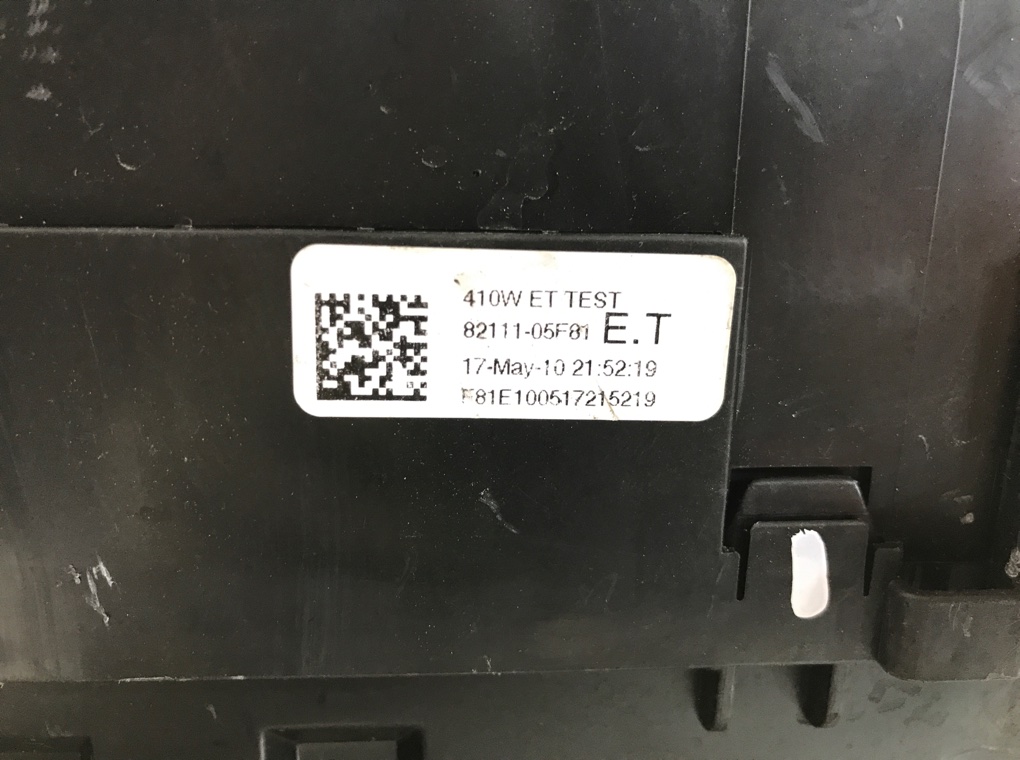 410W ET TEST
82111-05F81 E.T
17-May-10 21:52:19
F81E100517215219